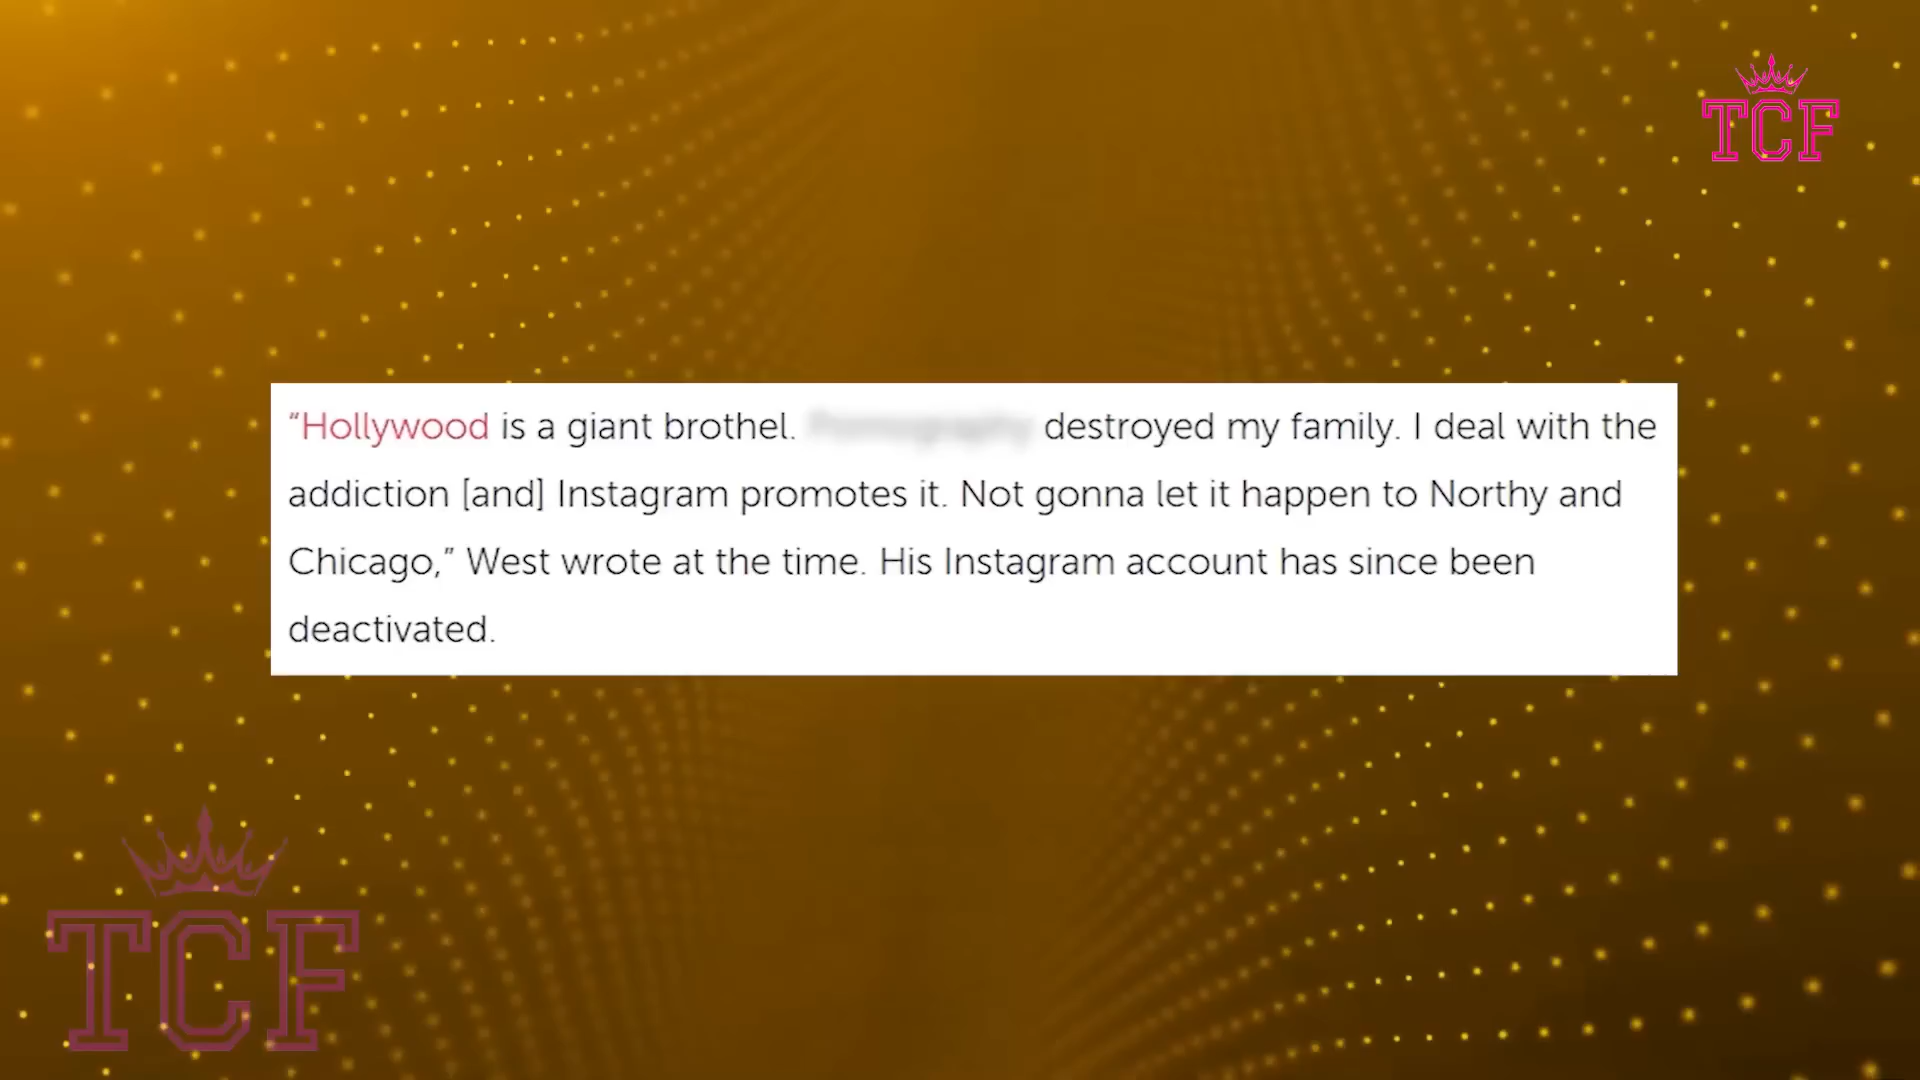 TCF
“Hollywood is a giant brothel. destroyed my family. I deal with the
addiction [and] Instagram promotes it. Not gonna let it happen to Northy and
Chicago,” West wrote at the time. His Instagram account has since been
deactivated.
TCF